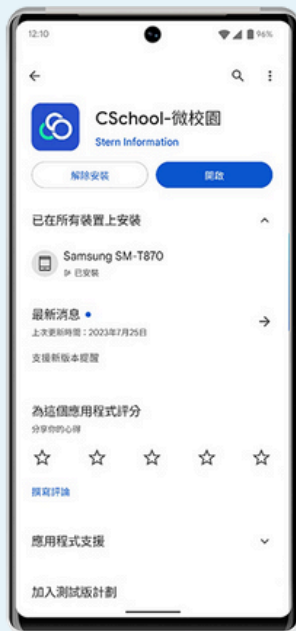 12:10
96%
CSchool-微校園
Stern Information
解除安裝
開啟
已在所有裝置上安裝
Samsung SM-T870
已安裝
最新消息
上次更新時間：2023年7月25日
支援新版本提醒
為這個應用程式評分
分享你的心得
撰寫評論
應用程式支援
加入測試版計劃